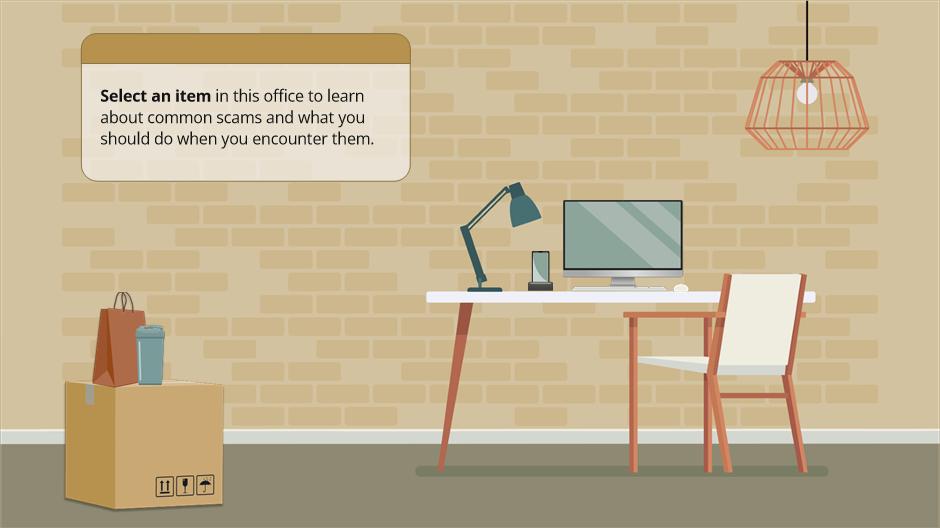 Select an item in this office to learn
about common scams and what you
should do when you encounter them.